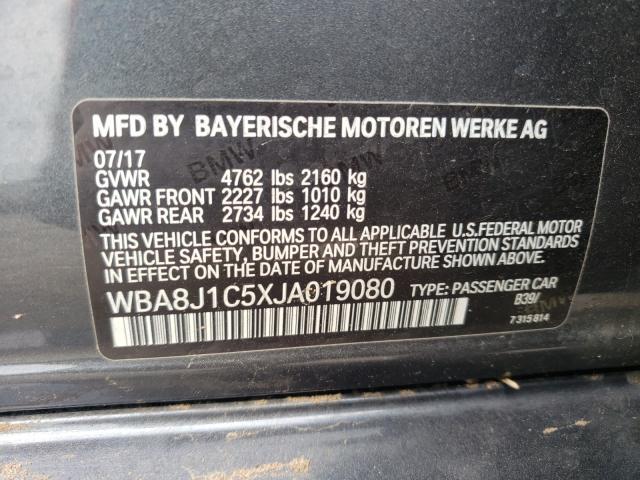 MFD BY BAYERISCHE MOTOREN WERKE AG
07/17
GVWR 4762 lbs 2160 kg
GAWR FRONT 2227 lbs 1010 kg
GAWR REAR 2734 lbs 1240 kg
THIS VEHICLE CONFORMS TO ALL APPLICABLE U.S.FEDERAL MOTOR
VEHICLE SAFETY, BUMPER AND THEFT PREVENTION STANDARDS
IN EFFECT ON THE DATE OF MANUFACTURE SHOWN ABOVE.
WBA8J1C5XJA019080 TYPE: PASSENGER CAR
B39/
7315814